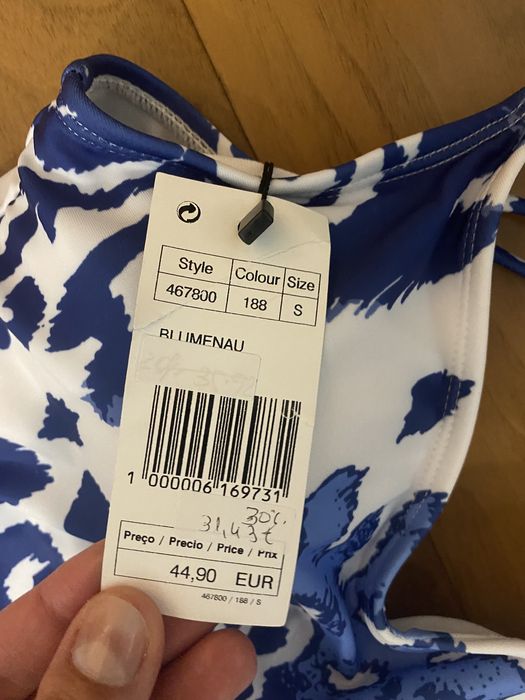 Style Colour Size
467800 188 S
BLUMENAU
1 000006 169731
30%
31,43€
Preço / Precio / Price / Prix
44,90 EUR
467800 / 188 / S